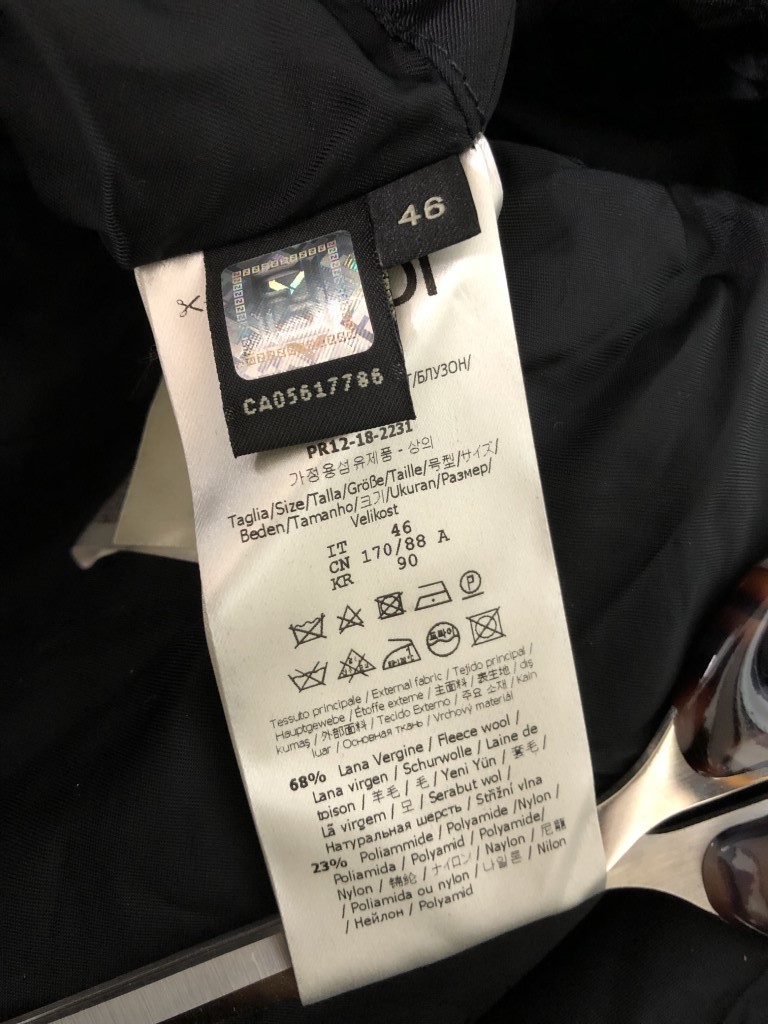 46
CA05617786
/БЛУЗОН/
PR12-18-2231
가정용섬유제품 - 상의
Taglia/Size/Talla/Größe/Taille/号型/サイズ/
Beden/Tamanho/크기/Ukuran/Размер/
Velikost
IT 46
CN 170/88 A
KR 90
Tessuto principale / External fabric / Tejido principal /
Hauptgewebe / Étoffe externe / 主面料 / 表生地 / dış
kumaş / 外部面料 / Tecido Externo / 주요 소재 / kain
luar / Основная ткань / Vrchový materiál
68% Lana Vergine / Fleece wool /
Lana virgen / Schurwolle / Laine de
toison / 羊毛 / 毛 / Yeni Yün / 套毛 /
Lã virgem / 모 / Serabut wol /
Натуральная шерсть / Střižní vlna
23% Poliammide / Polyamide /Nylon/
Poliamida / Polyamid / Polyamide/
Nylon / 锦纶 / ナイロン / Naylon / 尼龍
/ Poliamida ou nylon / 나일론 / Nilon
/ Нейлон / Polyamid